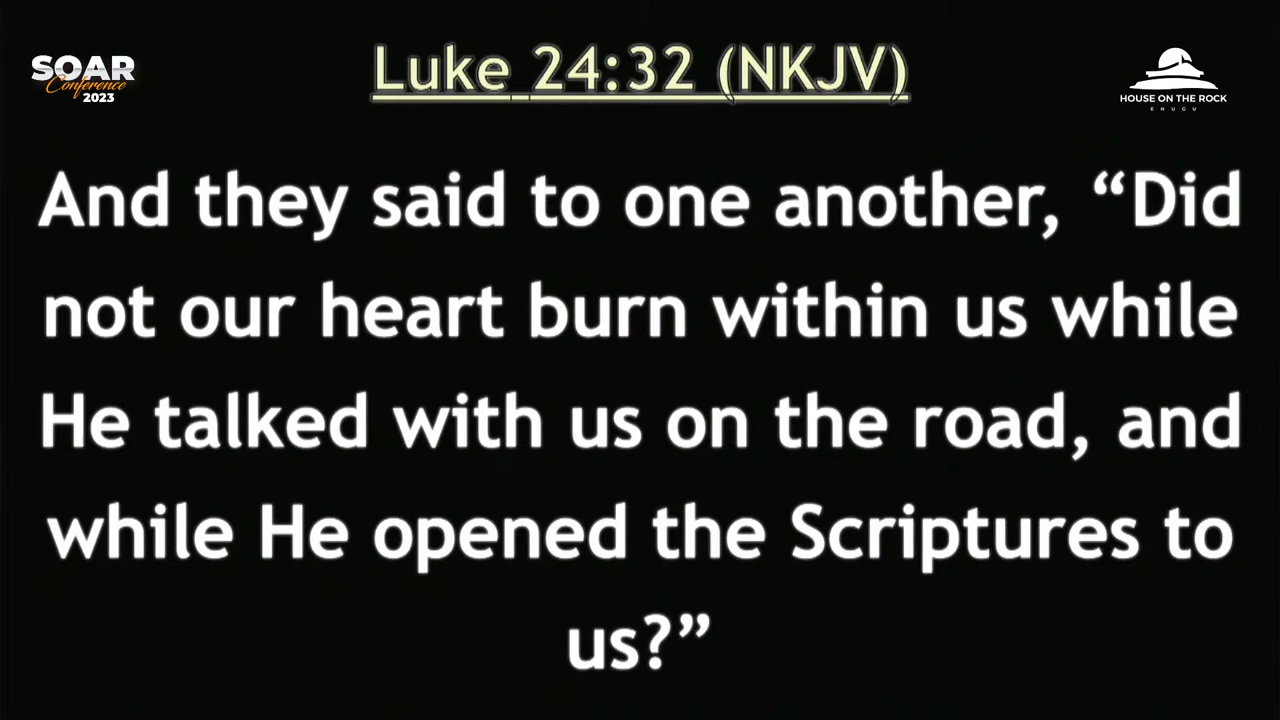 SOAR
Conference
2023
Luke 24:32 (NKJV)
HOUSE ON THE ROCK
ENUGU
And they said to one another, “Did
not our heart burn within us while
He talked with us on the road, and
while He opened the Scriptures to
us?”